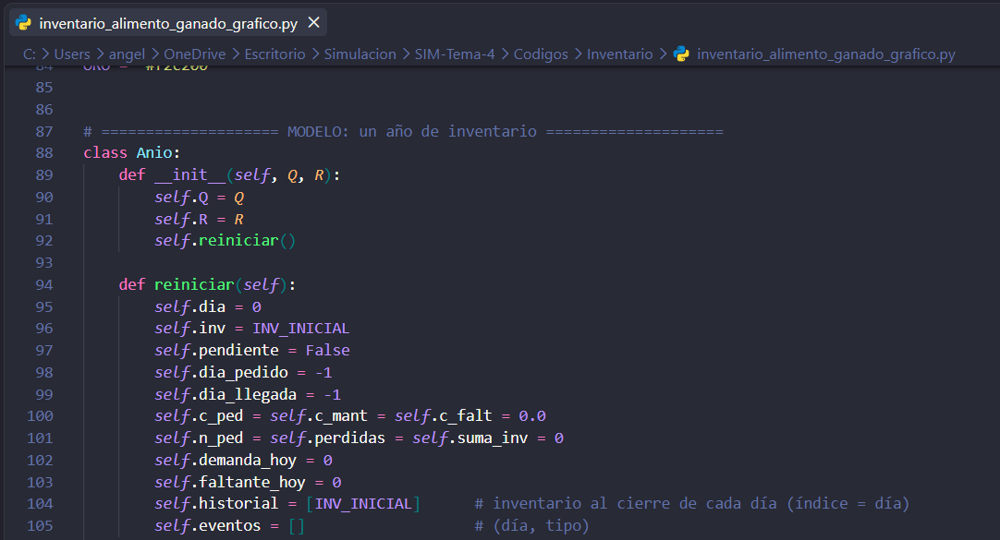 inventario_alimento_ganado_grafico.py ×
C: > Users > angel > OneDrive > Escritorio > Simulacion > SIM-Tema-4 > Codigos > Inventario > inventario_alimento_ganado_grafico.py
84 ORO = "#f2c200"
85
86
87 # ==================== MODELO: un año de inventario ====================
88 class Anio:
89     def __init__(self, Q, R):
90         self.Q = Q
91         self.R = R
92         self.reiniciar()
93
94     def reiniciar(self):
95         self.dia = 0
96         self.inv = INV_INICIAL
97         self.pendiente = False
98         self.dia_pedido = -1
99         self.dia_llegada = -1
100         self.c_ped = self.c_mant = self.c_falt = 0.0
101         self.n_ped = self.perdidas = self.suma_inv = 0
102         self.demanda_hoy = 0
103         self.faltante_hoy = 0
104         self.historial = [INV_INICIAL]      # inventario al cierre de cada día (índice = día)
105         self.eventos = []                   # (día, tipo)